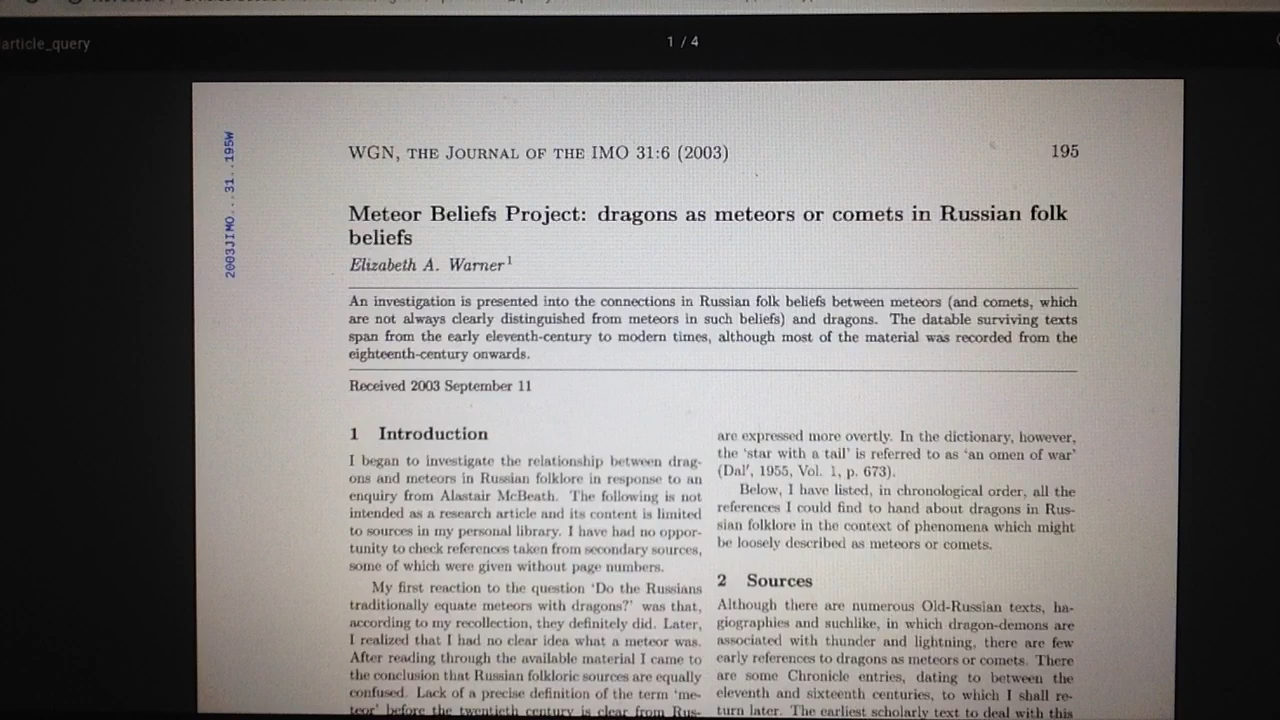 article_query
1 / 4
2003JIMO...31..195W
WGN, THE JOURNAL OF THE IMO 31:6 (2003)
195
Meteor Beliefs Project: dragons as meteors or comets in Russian folk
beliefs
Elizabeth A. Warner1
An investigation is presented into the connections in Russian folk beliefs between meteors (and comets, which
are not always clearly distinguished from meteors in such beliefs) and dragons. The datable surviving texts
span from the early eleventh-century to modern times, although most of the material was recorded from the
eighteenth-century onwards.
Received 2003 September 11
1 Introduction
I began to investigate the relationship between drag-
ons and meteors in Russian folklore in response to an
enquiry from Alastair McBeath. The following is not
intended as a research article and its content is limited
to sources in my personal library. I have had no oppor-
tunity to check references taken from secondary sources,
some of which were given without page numbers.
My first reaction to the question 'Do the Russians
traditionally equate meteors with dragons?' was that,
according to my recollection, they definitely did. Later,
I realized that I had no clear idea what a meteor was.
After reading through the available material I came to
the conclusion that Russian folkloric sources are equally
confused. Lack of a precise definition of the term 'me-
teor' before the twentieth century is clear from Rus-
are expressed more overtly. In the dictionary, however,
the 'star with a tail' is referred to as 'an omen of war'
(Dal′, 1955, Vol. 1, p. 673).
Below, I have listed, in chronological order, all the
references I could find to hand about dragons in Rus-
sian folklore in the context of phenomena which might
be loosely described as meteors or comets.
2 Sources
Although there are numerous Old-Russian texts, ha-
giographies and suchlike, in which dragon-demons are
associated with thunder and lightning, there are few
early references to dragons as meteors or comets. There
are some Chronicle entries, dating to between the
eleventh and sixteenth centuries, to which I shall re-
turn later. The earliest scholarly text to deal with this